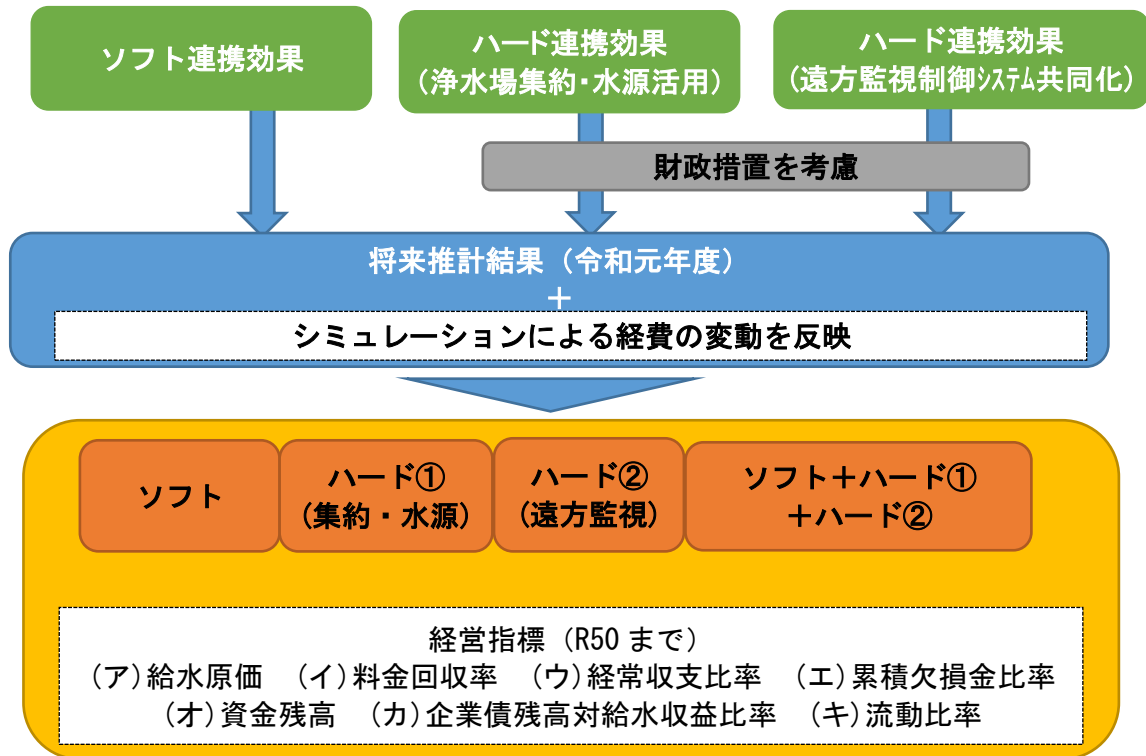 ソフト連携効果
ハード連携効果
(浄水場集約・水源活用)
ハード連携効果
(遠方監視制御ｼｽﾃﾑ共同化)
財政措置を考慮
将来推計結果（令和元年度）
＋
シミュレーションによる経費の変動を反映
ソフト
ハード①
(集約・水源)
ハード②
(遠方監視)
ソフト＋ハード①
＋ハード②
経営指標（R50 まで）
(ア)給水原価 (イ)料金回収率 (ウ)経常収支比率 (エ)累積欠損金比率
(オ)資金残高 (カ)企業債残高対給水収益比率 (キ)流動比率